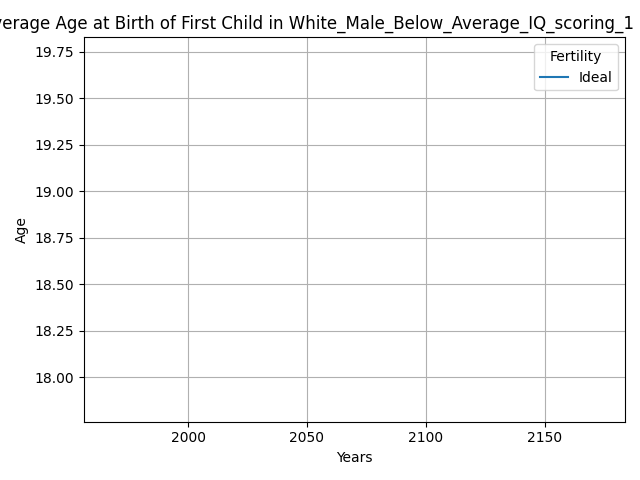 verage Age at Birth of First Child in White_Male_Below_Average_IQ_scoring_1
Fertility
Ideal
19.75
19.50
19.25
19.00
18.75
18.50
18.25
18.00
Age
2000 2050 2100 2150
Years